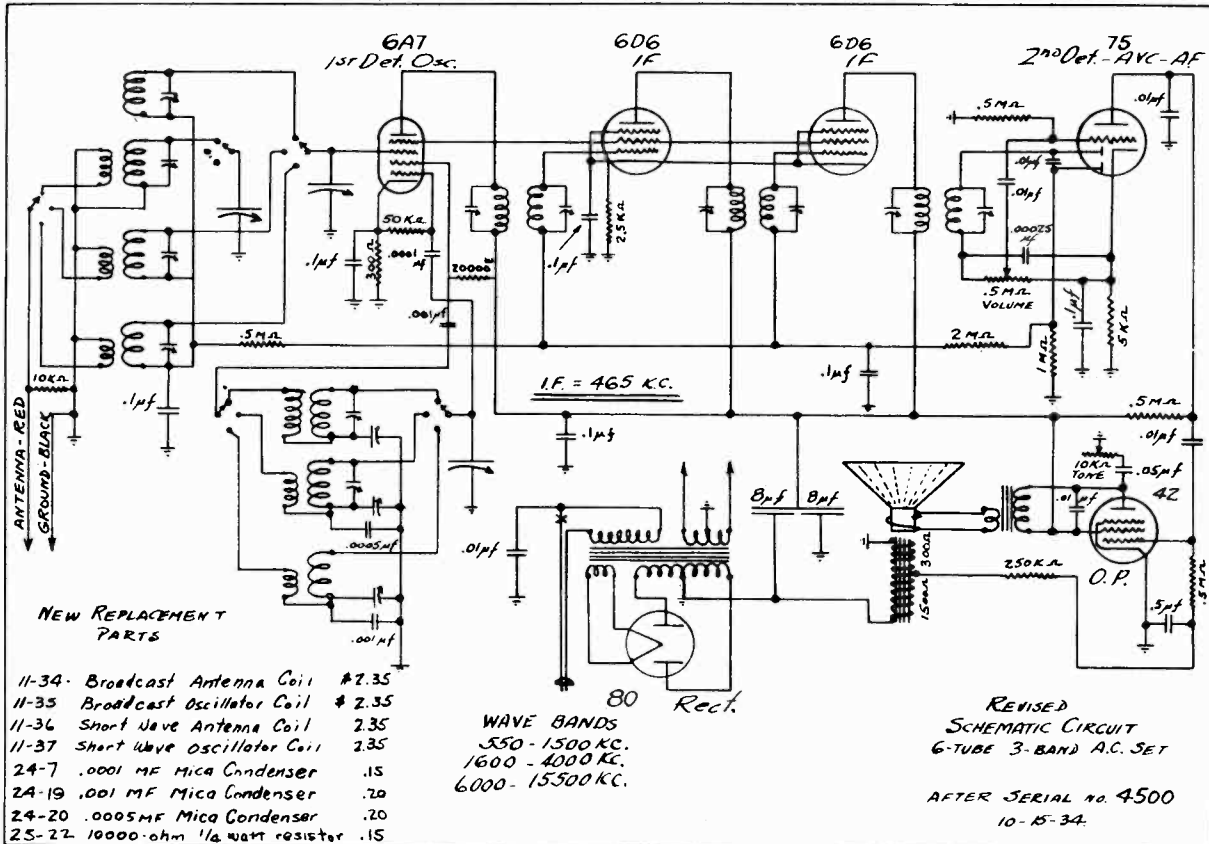 6A7
1st Det. Osc.
6D6
IF
6D6
IF
75
2nd Det.-AVC-AF
.5MΩ
.01µf
.01µf
.01µf
50KΩ
.1µf
300Ω
.0001
µf
20000
.1µf
2.5KΩ
.00025
µf
.5MΩ
VOLUME
.1µf
5KΩ
.001µf
.5MΩ
2MΩ
1MΩ
10KΩ
.1µf
I.F. = 465 K.C.
.1µf
.1µf
.5MΩ
.01µf
ANTENNA-RED
GROUND-BLACK
10KΩ
TONE
.05µf
.01
µf
42
8µf
8µf
.01µf
.0005µf
300Ω
1500Ω
250KΩ
O.P.
.5MΩ
.5µf
.001µf
80
Rect.
NEW REPLACEMENT
PARTS
11-34- Broadcast Antenna Coil $2.35
11-35 Broadcast Oscillator Coil $2.35
11-36 Short Wave Antenna Coil 2.35
11-37 Short Wave Oscillator Coil 2.35
24-7 .0001 MF Mica Condenser .15
24-19 .001 MF Mica Condenser .20
24-20 .0005MF Mica Condenser .20
25-22 10000-ohm 1/4 watt resistor .15
WAVE BANDS
550-1500 KC.
1600-4000 KC.
6000-15500 KC.
REVISED
SCHEMATIC CIRCUIT
6-TUBE 3-BAND A.C. SET
AFTER SERIAL NO. 4500
10-15-34